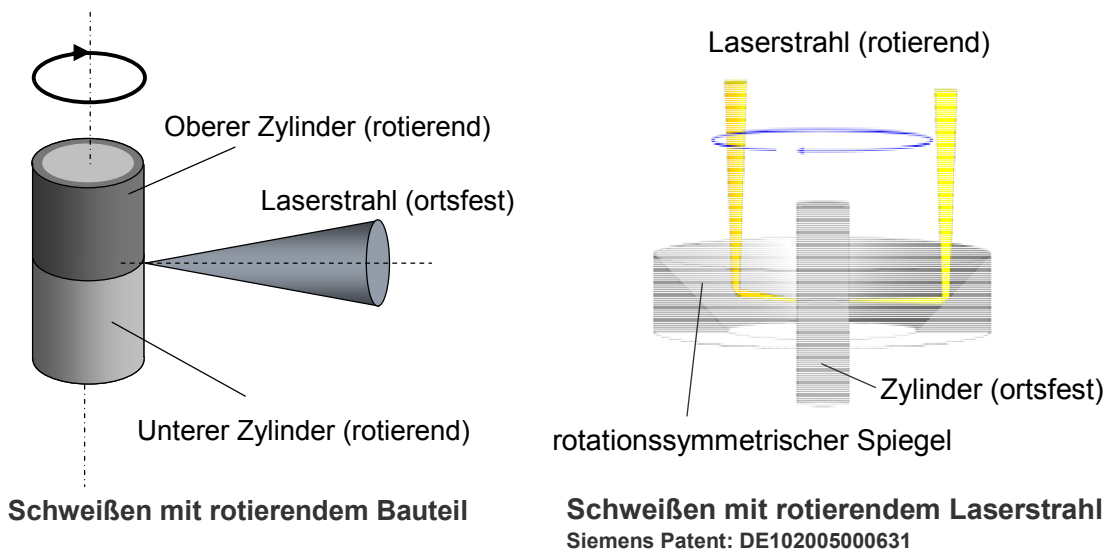 Oberer Zylinder (rotierend)
Laserstrahl (ortsfest)
Unterer Zylinder (rotierend)
Schweißen mit rotierendem Bauteil
Laserstrahl (rotierend)
Zylinder (ortsfest)
rotationssymmetrischer Spiegel
Schweißen mit rotierendem Laserstrahl
Siemens Patent: DE102005000631